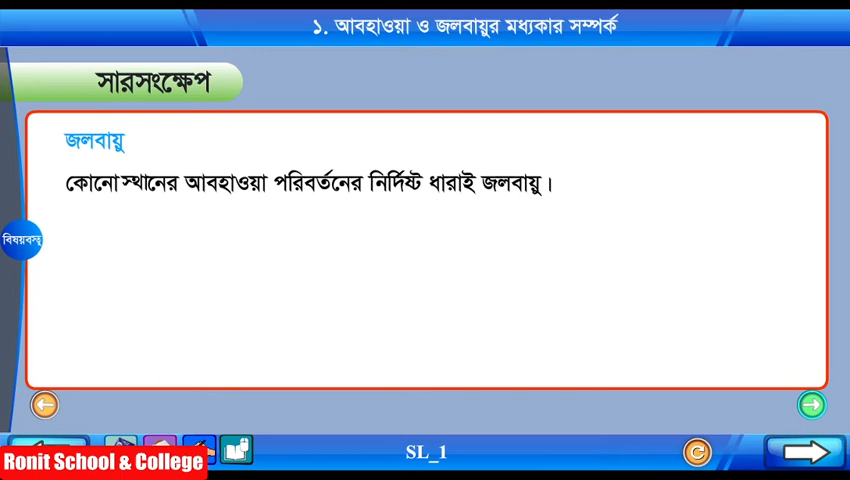 ১. আবহাওয়া ও জলবায়ুর মধ্যকার সম্পর্ক
সারসংক্ষেপ
জলবায়ু
কোনো স্থানের আবহাওয়া পরিবর্তনের নির্দিষ্ট ধারাই জলবায়ু।
বিষয়বস্তু
SL_1
Ronit School & College